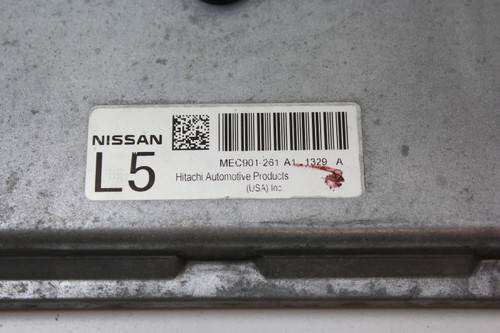 NISSAN
L5
MEC901-261 A1 1329 A
Hitachi Automotive Products
(USA) Inc.